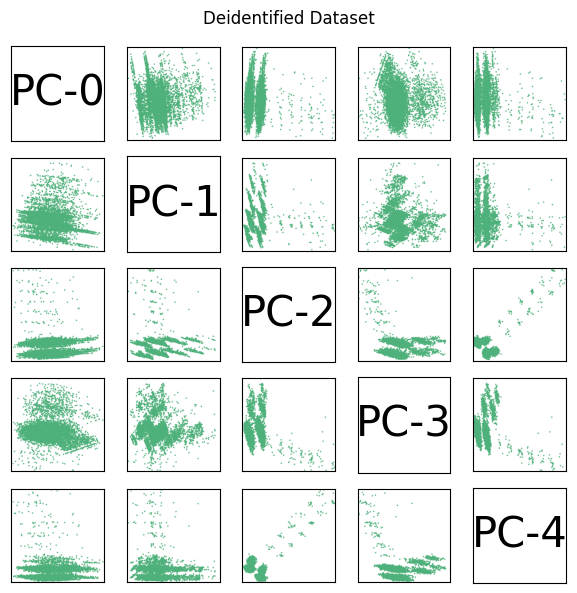 Deidentified Dataset
PC-0
PC-1
PC-2
PC-3
PC-4